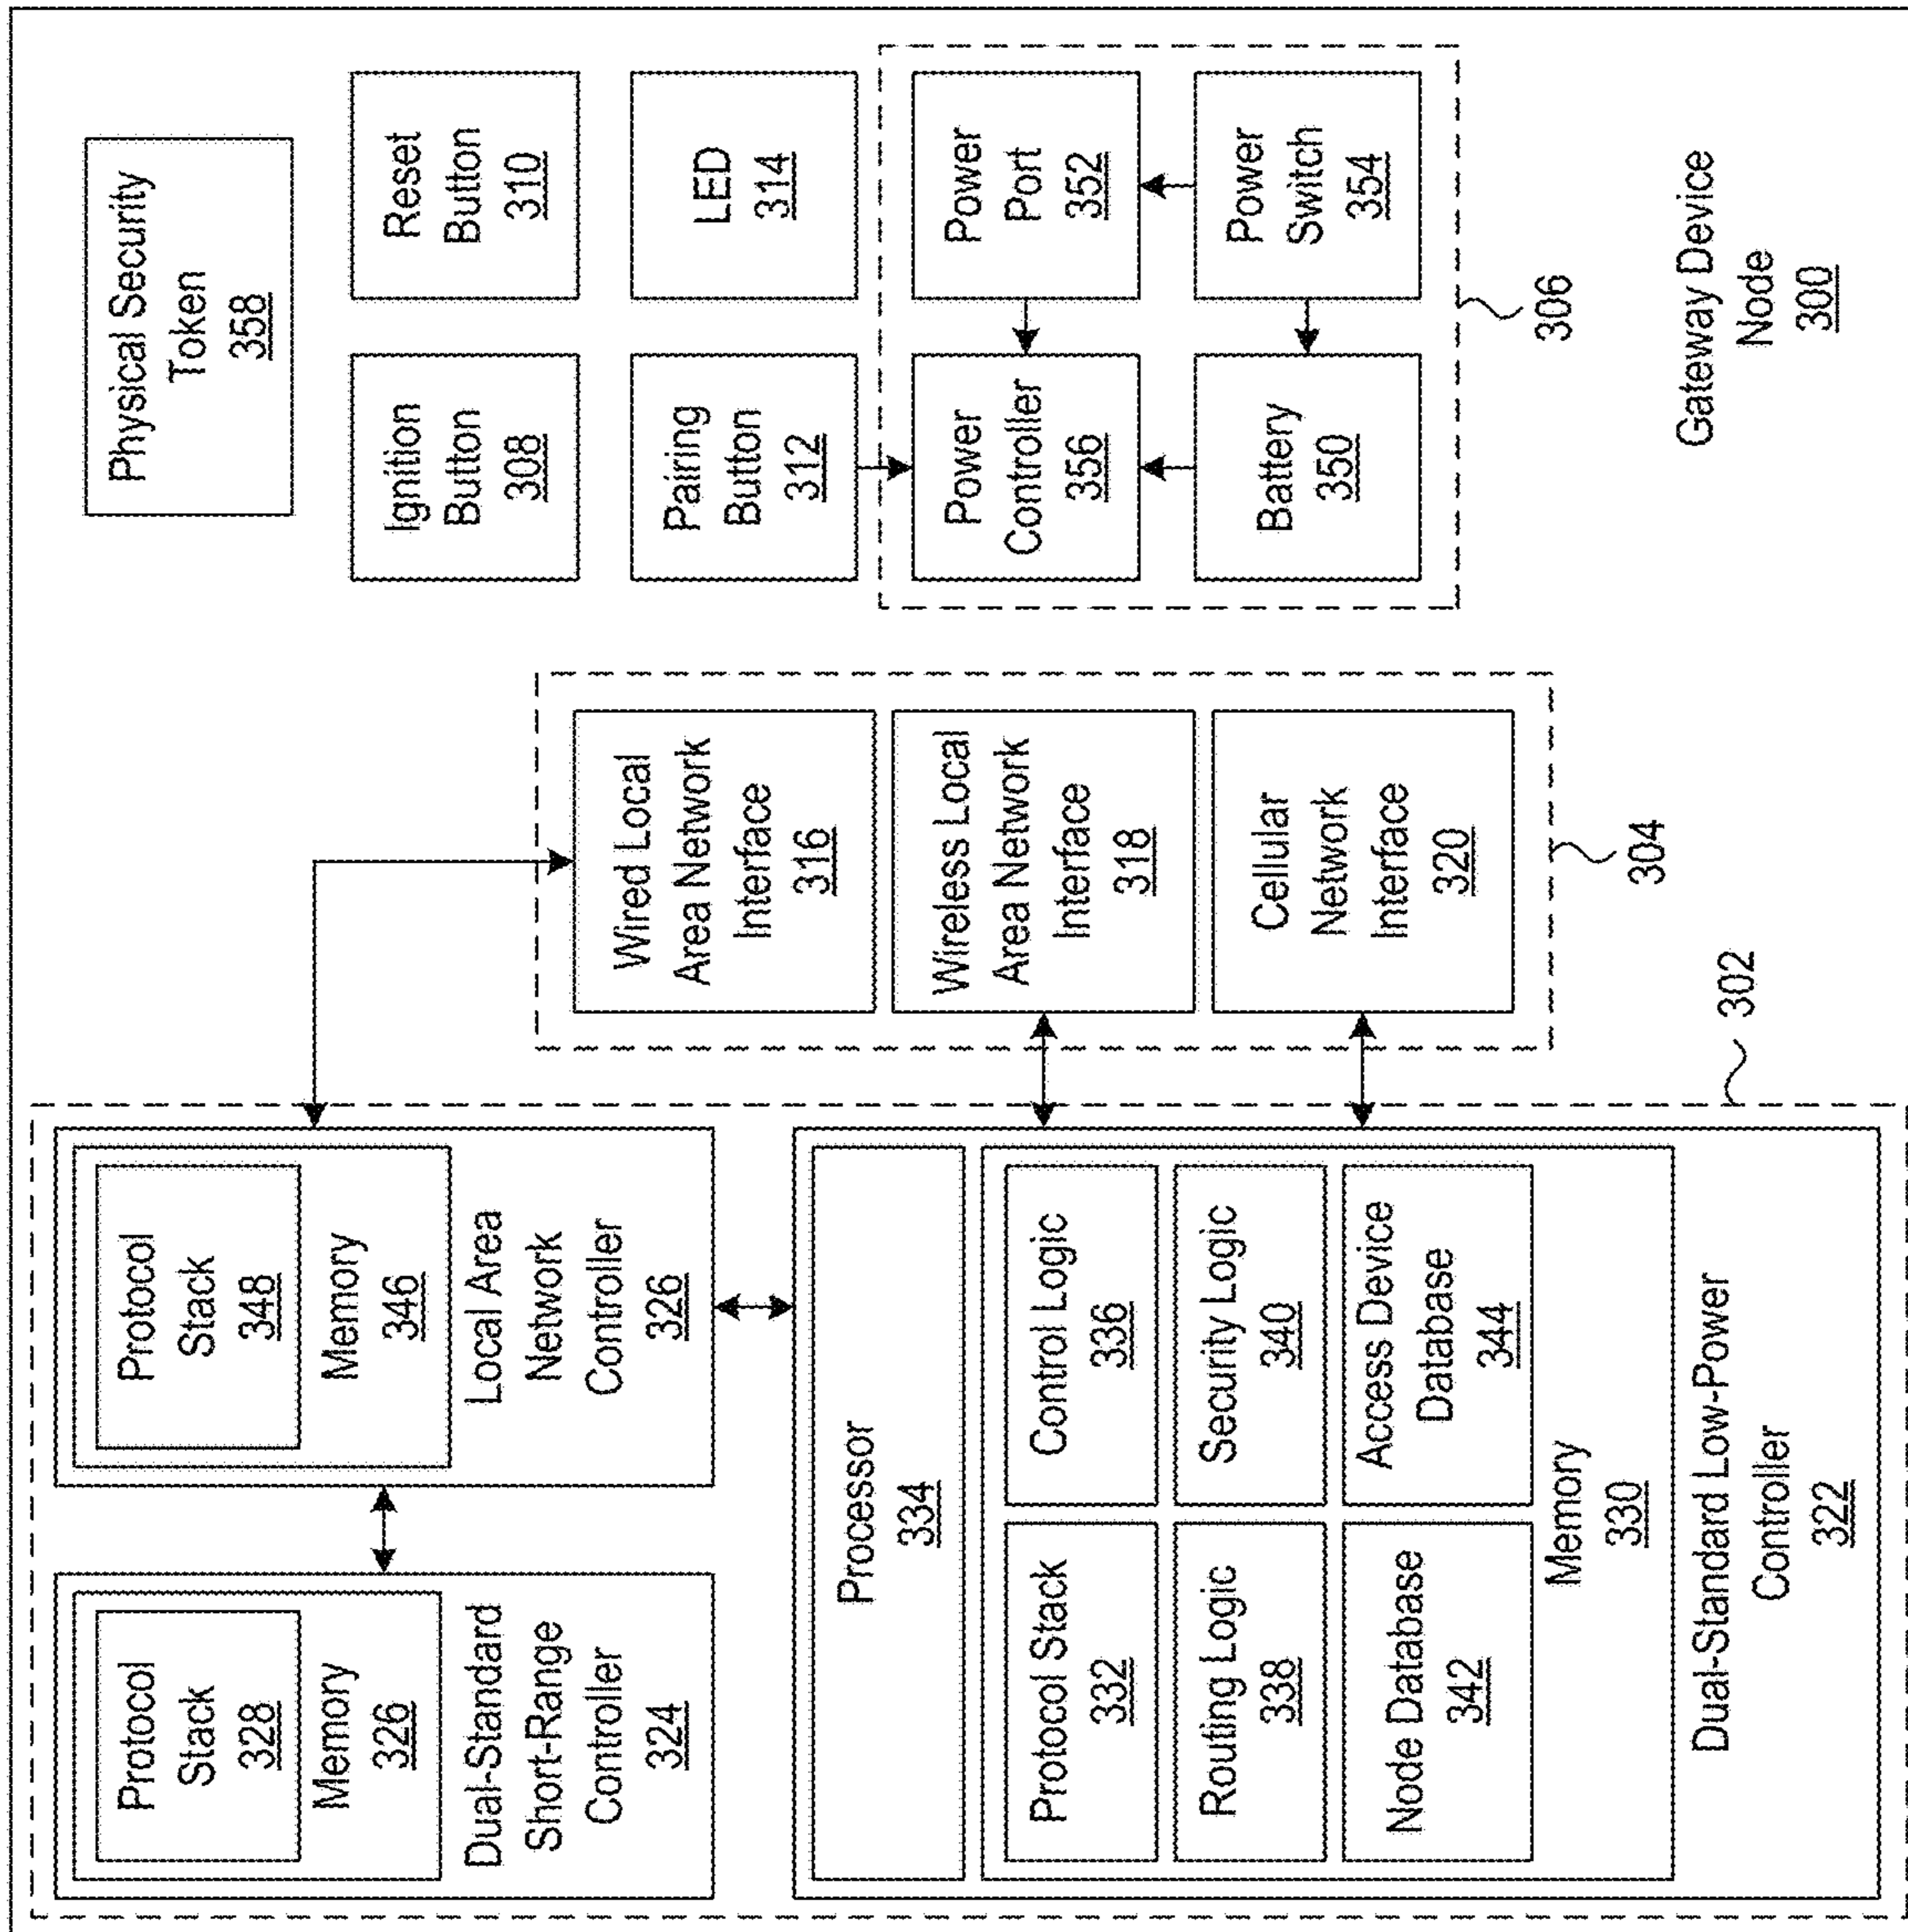 Protocol
Stack
328
Memory
326
Dual-Standard
Short-Range
Controller
324
Protocol
Stack
348
Memory
346
Local Area
Network
Controller
326
Processor
334
Protocol Stack
332
Control Logic
336
Routing Logic
338
Security Logic
340
Node Database
342
Access Device
Database
344
Memory
330
Dual-Standard Low-Power
Controller
322
302
Wired Local
Area Network
Interface
316
Wireless Local
Area Network
Interface
318
Cellular
Network
Interface
320
304
Physical Security
Token
358
Ignition
Button
308
Reset
Button
310
Pairing
Button
312
LED
314
Power
Controller
356
Power
Port
352
Battery
350
Power
Switch
354
306
Gateway Device
Node
300